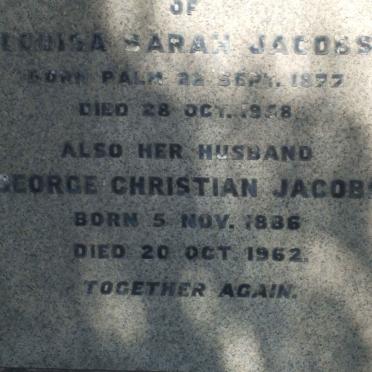 OF
LOUISA SARAH JACOBS
BORN PALM 22 SEPT. 1877
DIED 28 OCT. 1958
ALSO HER HUSBAND
GEORGE CHRISTIAN JACOBS
BORN 5 NOV. 1886
DIED 20 OCT 1962.
TOGETHER AGAIN.